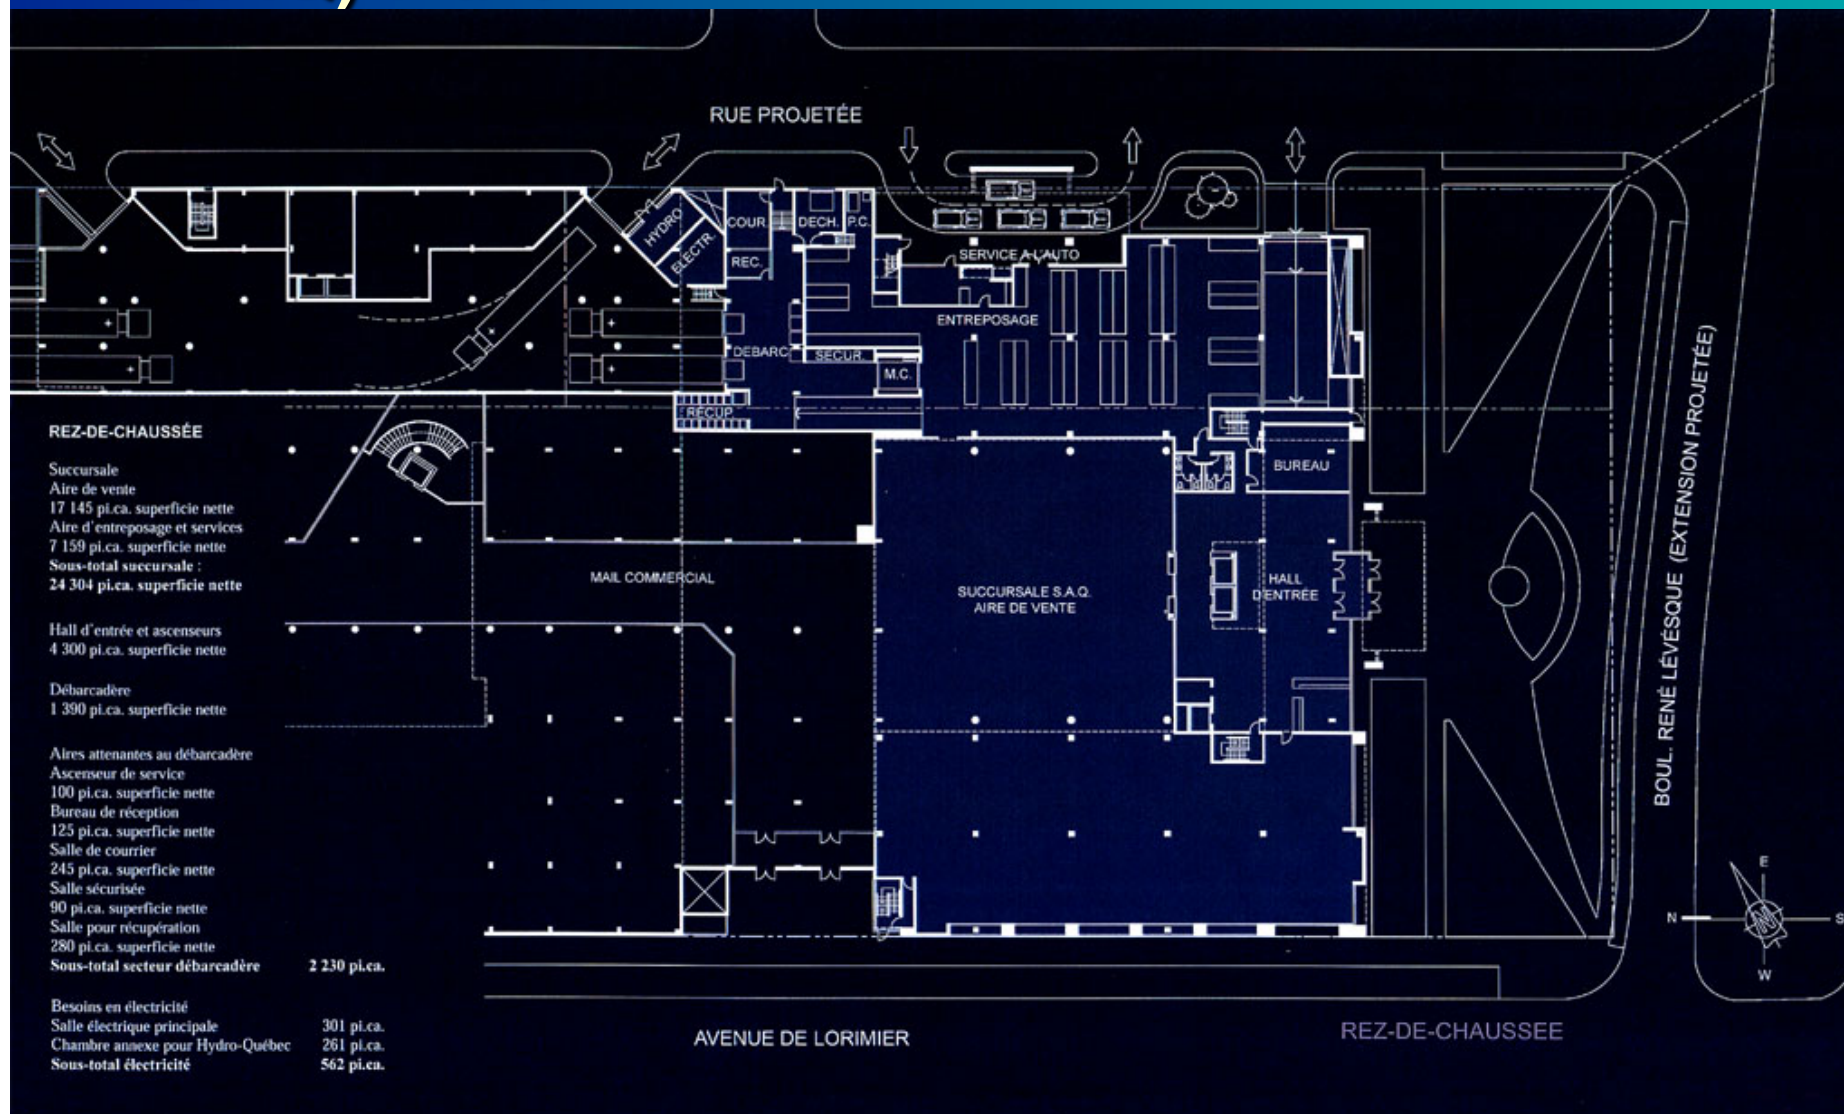 RUE PROJETÉE
HYDRO
ELECTR.
COUR.
REC.
DECH.
P.C.
SERVICE A L'AUTO
ENTREPOSAGE
DEBARC
SECUR.
M.C.
RECUP
BUREAU
MAIL COMMERCIAL
SUCCURSALE S.A.Q.
AIRE DE VENTE
HALL
D'ENTRÉE
BOUL. RENÉ LÉVÉSQUE (EXTENSION PROJETÉE)
REZ-DE-CHAUSSÉE
Succursale
Aire de vente
17 145 pi.ca. superficie nette
Aire d'entreposage et services
7 159 pi.ca. superficie nette
Sous-total succursale :
24 304 pi.ca. superficie nette
Hall d'entrée et ascenseurs
4 300 pi.ca. superficie nette
Débarcadère
1 390 pi.ca. superficie nette
Aires attenantes au débarcadère
Ascenseur de service
100 pi.ca. superficie nette
Bureau de réception
125 pi.ca. superficie nette
Salle de courrier
245 pi.ca. superficie nette
Salle sécurisée
90 pi.ca. superficie nette
Salle pour récupération
280 pi.ca. superficie nette
Sous-total secteur débarcadère 2 230 pi.ca.
Besoins en électricité
Salle électrique principale 301 pi.ca.
Chambre annexe pour Hydro-Québec 261 pi.ca.
Sous-total électricité 562 pi.ca.
E
N
N
S
W
AVENUE DE LORIMIER
REZ-DE-CHAUSSEE